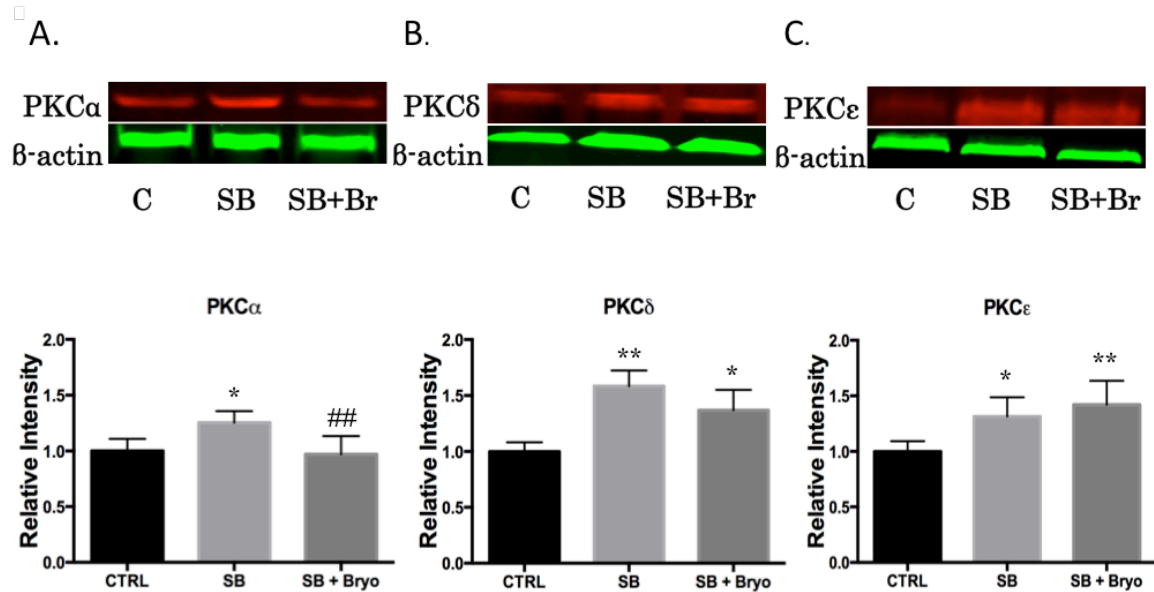 A.
PKCα
β-actin
C SB SB+Br
B.
PKCδ
β-actin
C SB SB+Br
C.
PKCε
β-actin
C SB SB+Br
PKCα
Relative Intensity
2.0
1.5
1.0
0.5
0.0
*
##
CTRL SB SB + Bryo
PKCδ
Relative Intensity
2.0
1.5
1.0
0.5
0.0
**
*
CTRL SB SB + Bryo
PKCε
Relative Intensity
2.0
1.5
1.0
0.5
0.0
*
**
CTRL SB SB + Bryo